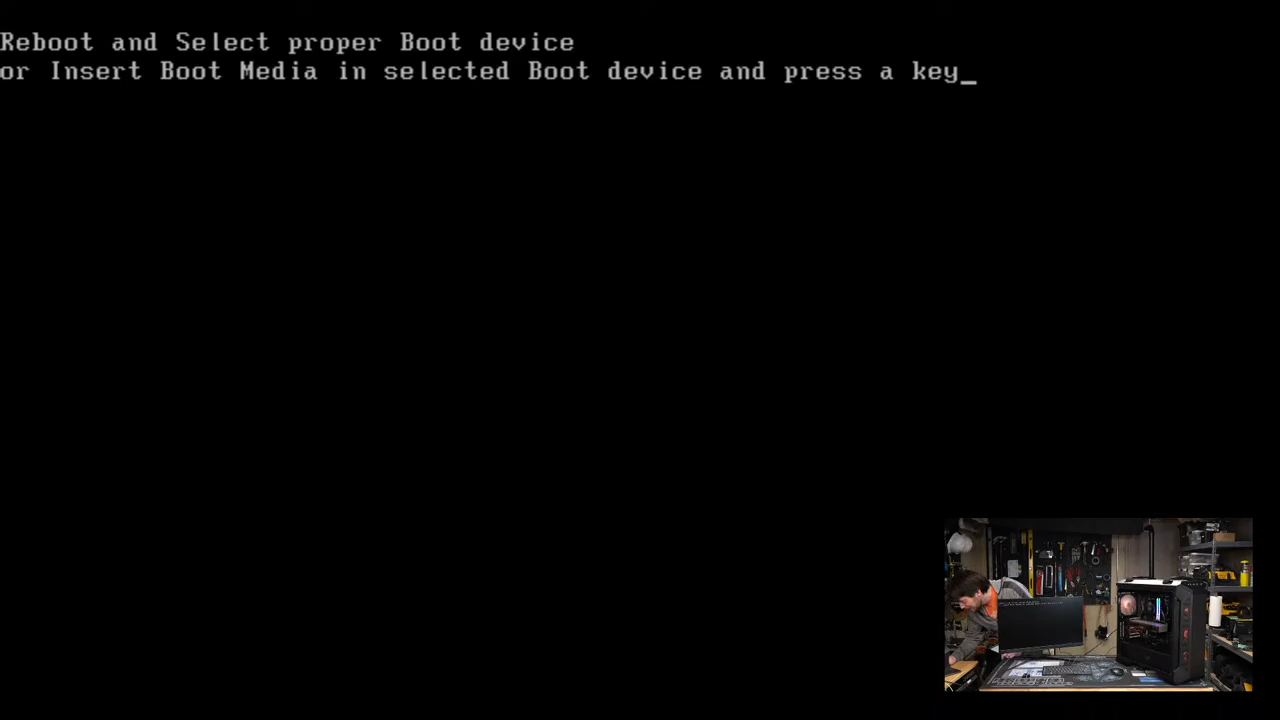 Reboot and Select proper Boot device
or Insert Boot Media in selected Boot device and press a key_